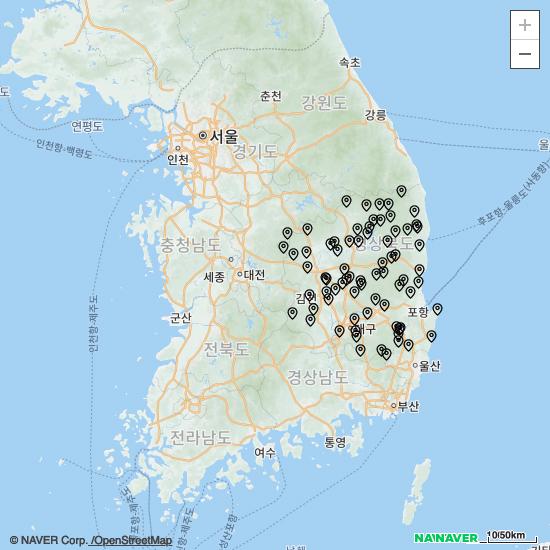 +
−
속초
춘천
강원도
강릉
도
연평도
서울
인천항-백령도
인천
경기도
울
후포항-울릉도(사동항)
충청남도
경상북도
세종
대전
인천항-제주도
김천
군산
포항
대구
전라북도
경상남도
울산
부산
전라남도
여수
통영
© NAVER Corp. /OpenStreetMap
NAVER
10/50km